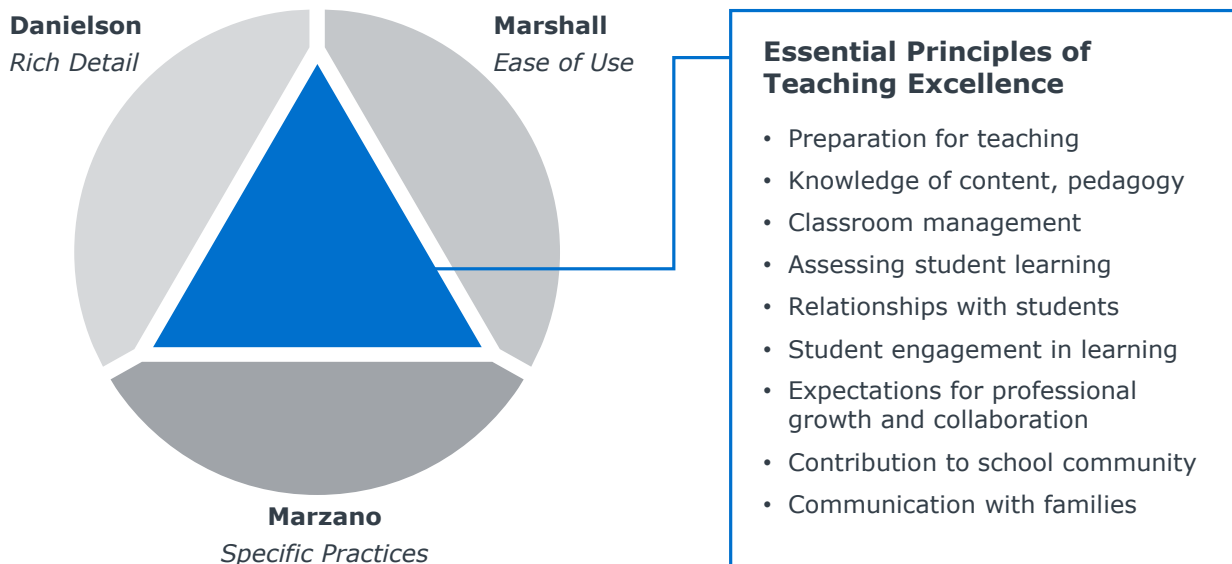 Danielson
Rich Detail
Marshall
Ease of Use
Marzano
Specific Practices
Essential Principles of
Teaching Excellence
• Preparation for teaching
• Knowledge of content, pedagogy
• Classroom management
• Assessing student learning
• Relationships with students
• Student engagement in learning
• Expectations for professional
growth and collaboration
• Contribution to school community
• Communication with families